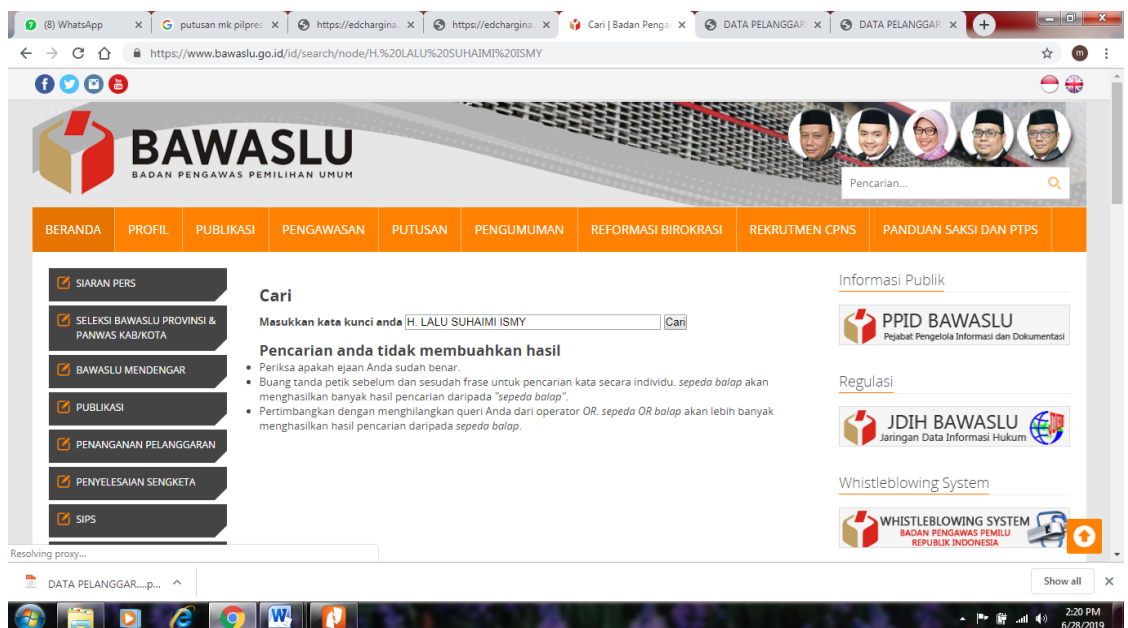 (8) WhatsApp
putusan mk pilpres
https://edchargina.
https://edchargina.
Cari | Badan Penga
DATA PELANGGAR
DATA PELANGGAR
https://www.bawaslu.go.id/id/search/node/H.%20LALU%20SUHAIMI%20ISMY
m
BAWASLU
BADAN PENGAWAS PEMILIHAN UMUM
Pencarian...
BERANDA PROFIL PUBLIKASI PENGAWASAN PUTUSAN PENGUMUMAN REFORMASI BIROKRASI REKRUTMEN CPNS PANDUAN SAKSI DAN PTPS
SIARAN PERS
SELEKSI BAWASLU PROVINSI &
PANWAS KAB/KOTA
BAWASLU MENDENGAR
PUBLIKASI
PENANGANAN PELANGGARAN
PENYELESAIAN SENGKETA
SIPS
Cari
Masukkan kata kunci anda H. LALU SUHAIMI ISMY Cari
Pencarian anda tidak membuahkan hasil
Periksa apakah ejaan Anda sudah benar.
Buang tanda petik sebelum dan sesudah frase untuk pencarian kata secara individu. sepeda balap akan
menghasilkan banyak hasil pencarian daripada "sepeda balap".
Pertimbangkan dengan menghilangkan queri Anda dari operator OR. sepeda OR balap akan lebih banyak
menghasilkan hasil pencarian daripada sepeda balap.
Informasi Publik
PPID BAWASLU
Pejabat Pengelola Informasi dan Dokumentasi
Regulasi
JDIH BAWASLU
Jaringan Data Informasi Hukum
Whistleblowing System
WHISTLEBLOWING SYSTEM
BADAN PENGAWAS PEMILU
REPUBLIK INDONESIA
Resolving proxy...
DATA PELANGGAR....p...
Show all
2:20 PM
6/28/2019